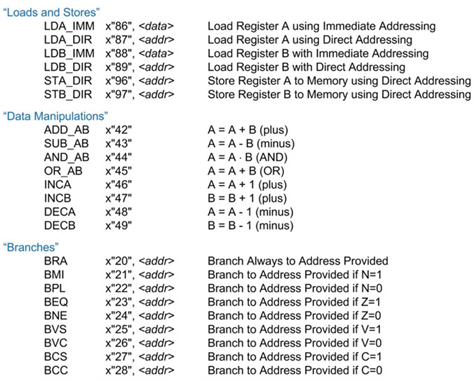 “Loads and Stores”
LDA_IMM x"86", <data> Load Register A using Immediate Addressing
LDA_DIR x"87", <addr> Load Register A using Direct Addressing
LDB_IMM x"88", <data> Load Register B with Immediate Addressing
LDB_DIR x"89", <addr> Load Register B with Direct Addressing
STA_DIR x"96", <addr> Store Register A to Memory using Direct Addressing
STB_DIR x"97", <addr> Store Register B to Memory using Direct Addressing
“Data Manipulations”
ADD_AB x"42" A = A + B (plus)
SUB_AB x"43" A = A - B (minus)
AND_AB x"44" A = A · B (AND)
OR_AB x"45" A = A + B (OR)
INCA x"46" A = A + 1 (plus)
INCB x"47" B = B + 1 (plus)
DECA x"48" A = A - 1 (minus)
DECB x"49" B = B - 1 (minus)
“Branches”
BRA x"20", <addr> Branch Always to Address Provided
BMI x"21", <addr> Branch to Address Provided if N=1
BPL x"22", <addr> Branch to Address Provided if N=0
BEQ x"23", <addr> Branch to Address Provided if Z=1
BNE x"24", <addr> Branch to Address Provided if Z=0
BVS x"25", <addr> Branch to Address Provided if V=1
BVC x"26", <addr> Branch to Address Provided if V=0
BCS x"27", <addr> Branch to Address Provided if C=1
BCC x"28", <addr> Branch to Address Provided if C=0